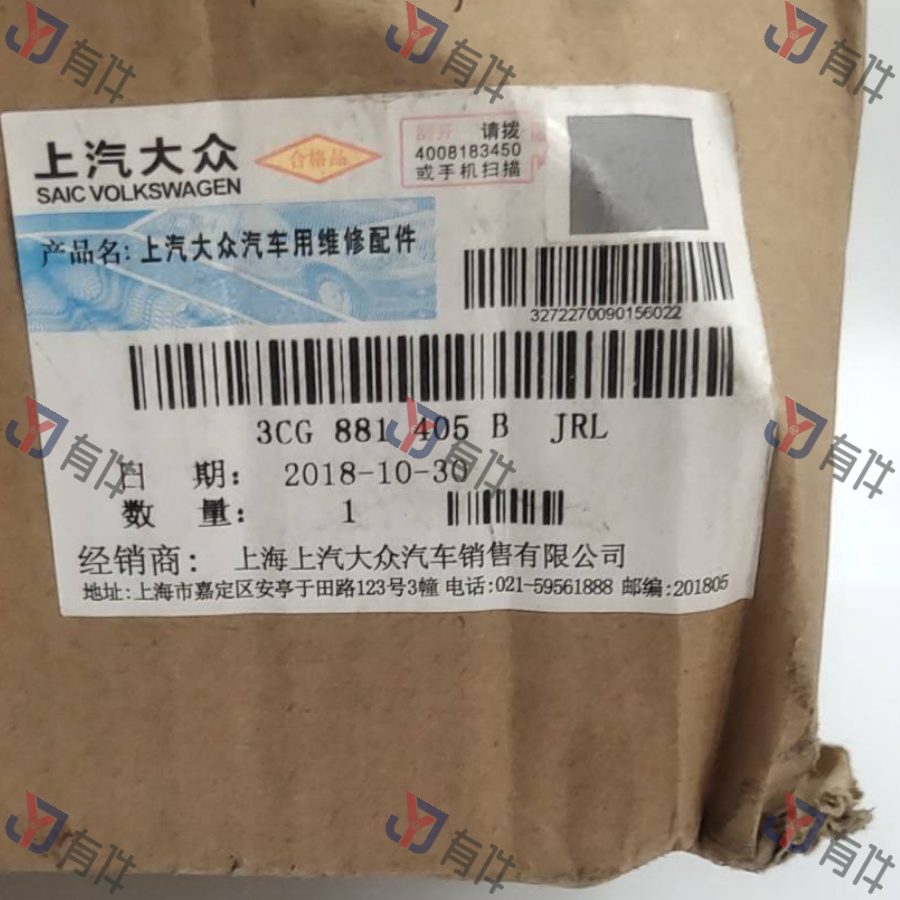 上汽大众
SAIC VOLKSWAGEN
合格品
刮开 请拨
4008183450
或手机扫描
产品名: 上汽大众汽车用维修配件
3272270090156022
3CG 881 405 B JRL
日 期: 2018-10-30
数 量: 1
经销商: 上海上汽大众汽车销售有限公司
地址:上海市嘉定区安亭于田路123号3幢 电话:021-59561888 邮编:201805
有件
有件
有件
有件
有件
有件
有件
有件
有件